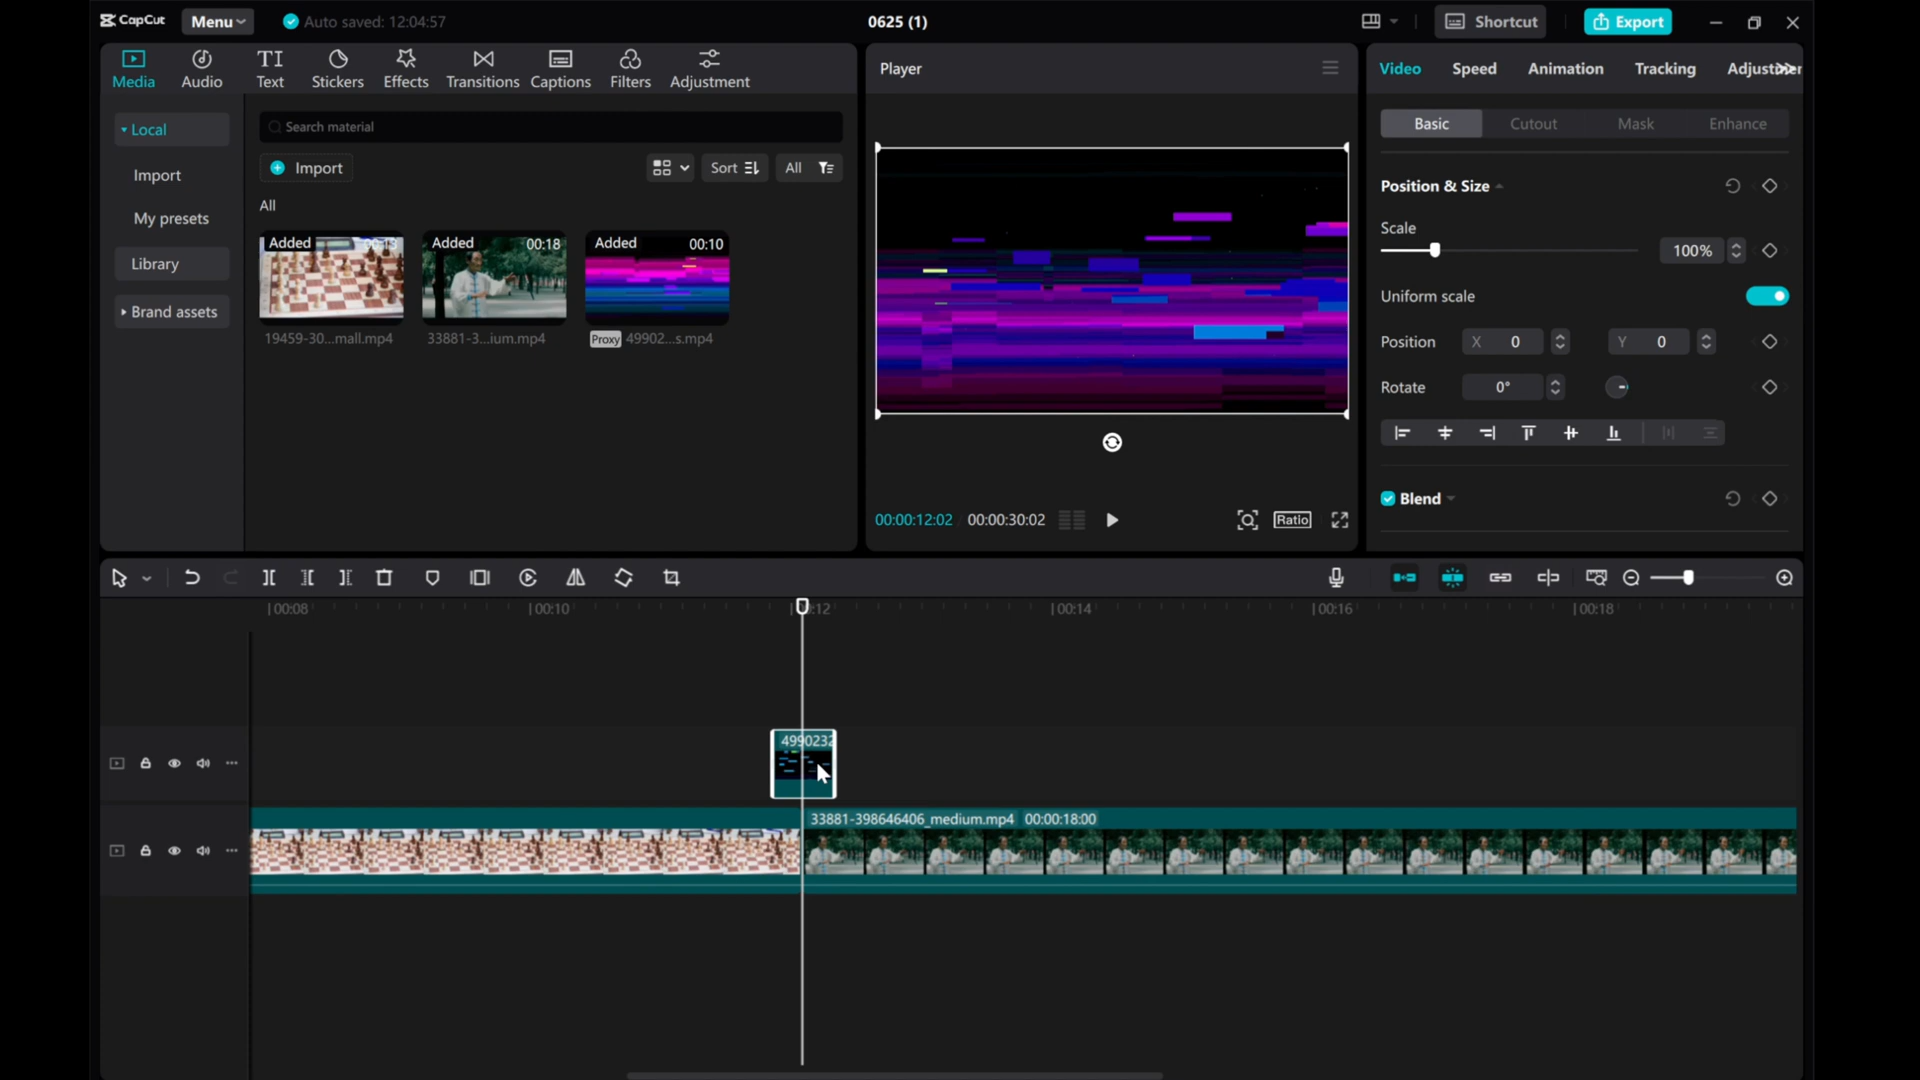 CapCut
Menu
Auto saved: 12:04:57
0625 (1)
Shortcut
Export
Media
Audio
TI
Text
Stickers
Effects
Transitions
Captions
Filters
Adjustment
Player
Video
Speed
Animation
Tracking
Local
Import
My presets
Library
Brand assets
Search material
Import
Sort
All
All
Added
Added
00:18
Added
00:10
19459-30...mall.mp4
33881-3...ium.mp4
Proxy
49902...s.mp4
00:00:12:02
00:00:30:02
Ratio
Basic
Cutout
Mask
Enhance
Position & Size
Scale
100%
Uniform scale
Position
X 0
Y 0
Rotate
0°
Blend
00:08
00:10
:12
00:14
00:16
00:18
4990232
33881-398646406_medium.mp4 00:00:18:00